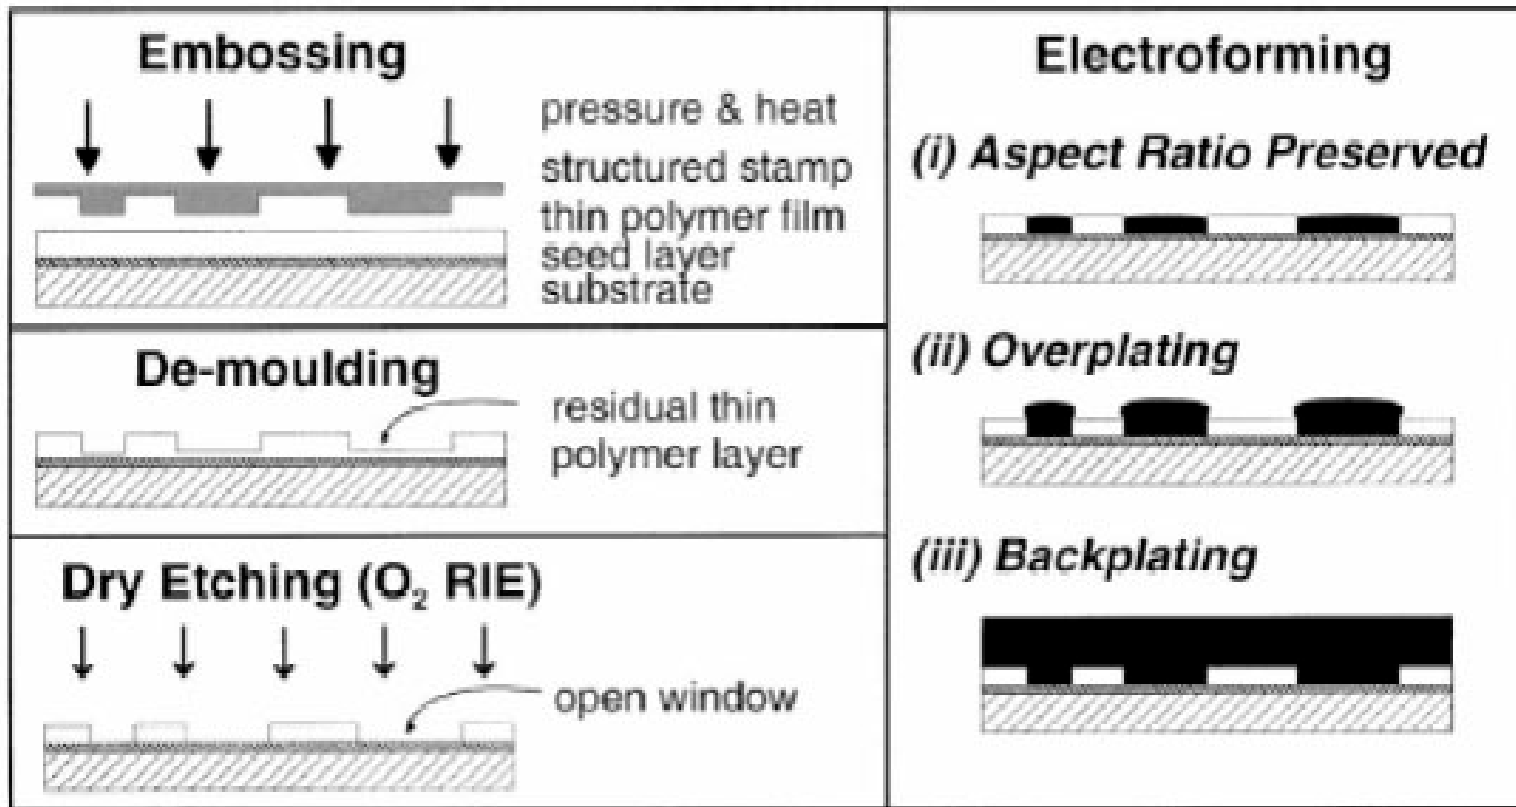 Embossing
pressure & heat
structured stamp
thin polymer film
seed layer
substrate
De-moulding
residual thin
polymer layer
Dry Etching (O₂ RIE)
open window
Electroforming
(i) Aspect Ratio Preserved
(ii) Overplating
(iii) Backplating